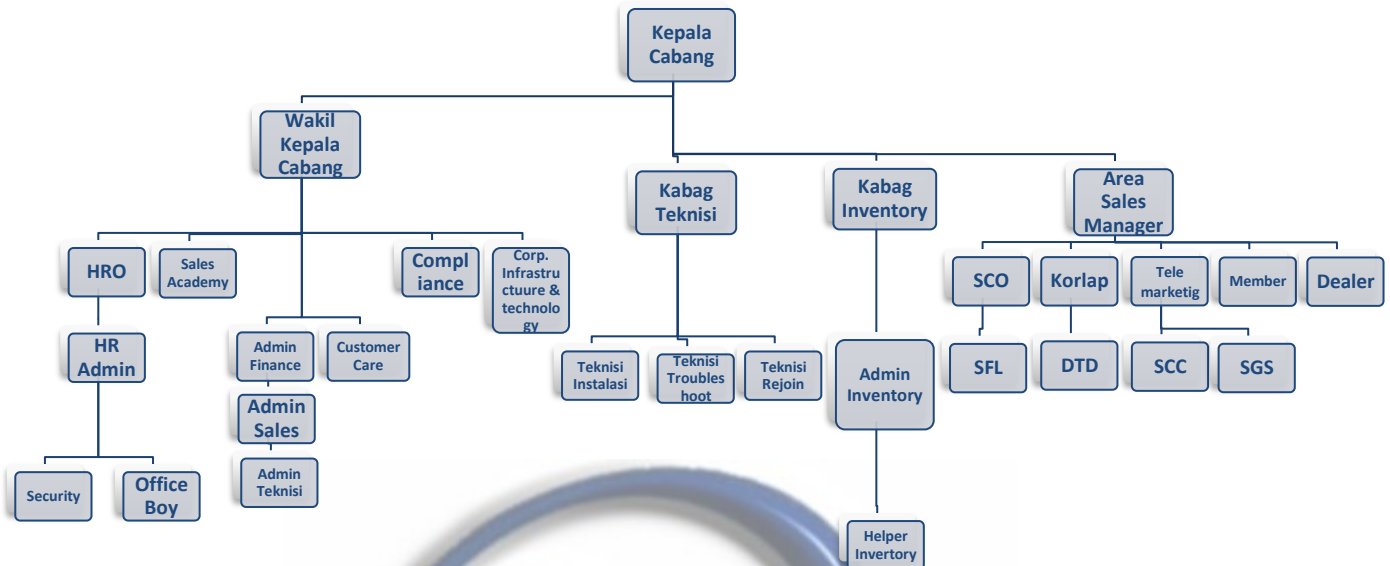 Kepala
Cabang
Wakil
Kepala
Cabang
Kabag
Teknisi
Kabag
Inventory
Area
Sales
Manager
HRO
Sales
Academy
Compl
iance
Corp.
Infrastru
ctuure &
technolo
gy
SCO
Korlap
Tele
marketig
Member
Dealer
HR
Admin
Admin
Finance
Customer
Care
Teknisi
Instalasi
Teknisi
Troubles
hoot
Teknisi
Rejoin
Admin
Inventory
SFL
DTD
SCC
SGS
Admin
Sales
Security
Office
Boy
Admin
Teknisi
Helper
Invertory